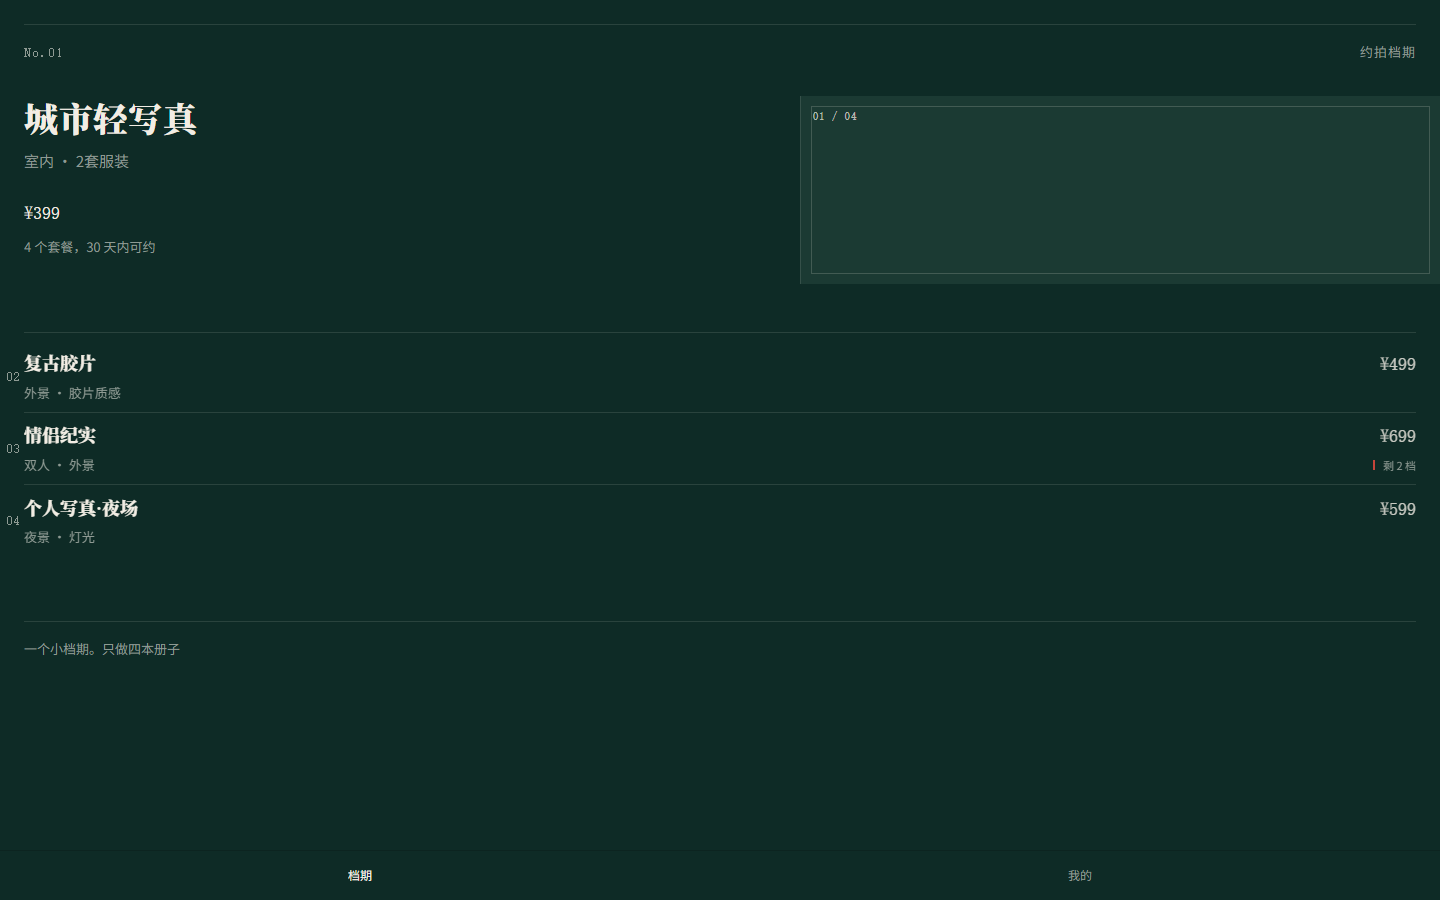 No.01
约拍档期
城市轻写真
室内 · 2套服装
¥399
4 个套餐，30 天内可约
01 / 04
02
复古胶片
外景 · 胶片质感
¥499
03
情侣纪实
双人 · 外景
¥699
剩 2 档
04
个人写真·夜场
夜景 · 灯光
¥599
一个小档期。只做四本册子
档期
我的